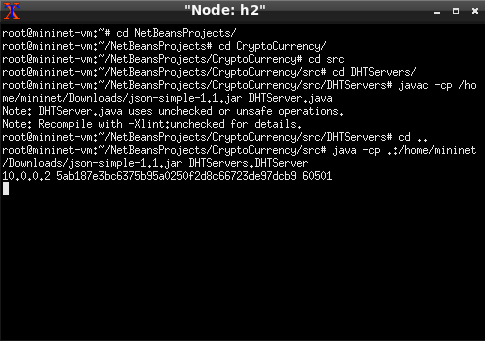 "Node: h2"
root@mininet-vm:~# cd NetBeansProjects/
root@mininet-vm:~/NetBeansProjects# cd CryptoCurrency/
root@mininet-vm:~/NetBeansProjects/CryptoCurrency# cd src
root@mininet-vm:~/NetBeansProjects/CryptoCurrency/src# cd DHTServers/
root@mininet-vm:~/NetBeansProjects/CryptoCurrency/src/DHTServers# javac -cp /ho
me/mininet/Downloads/json-simple-1.1.jar DHTServer.java
Note: DHTServer.java uses unchecked or unsafe operations.
Note: Recompile with -Xlint:unchecked for details.
root@mininet-vm:~/NetBeansProjects/CryptoCurrency/src/DHTServers# cd ..
root@mininet-vm:~/NetBeansProjects/CryptoCurrency/src# java -cp .:/home/mininet
/Downloads/json-simple-1.1.jar DHTServers.DHTServer
10.0.0.2 5ab187e3bc6375b95a0250f2d8c66723de97dcb9 60501